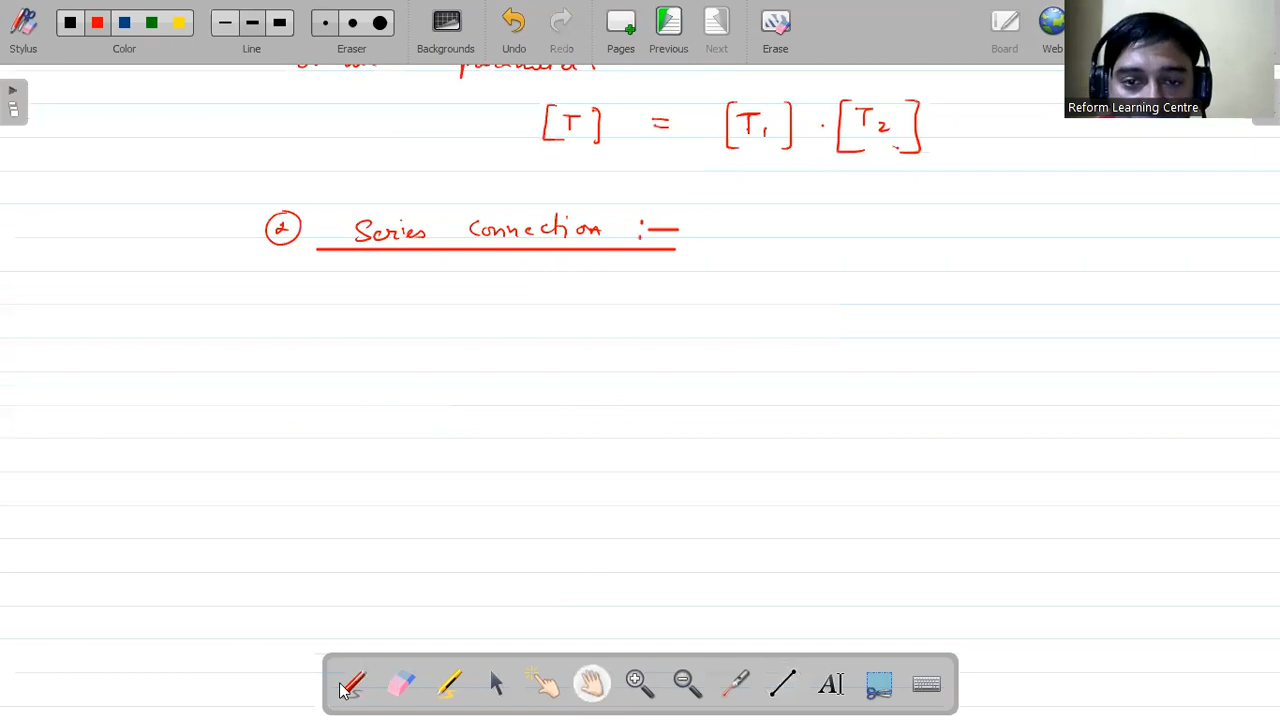 Stylus Color Line Eraser Backgrounds Undo Redo Pages Previous Next Erase Board Web
Reform Learning Centre
[T] = [T1] · [T2]
2 Series Connection :—
AI